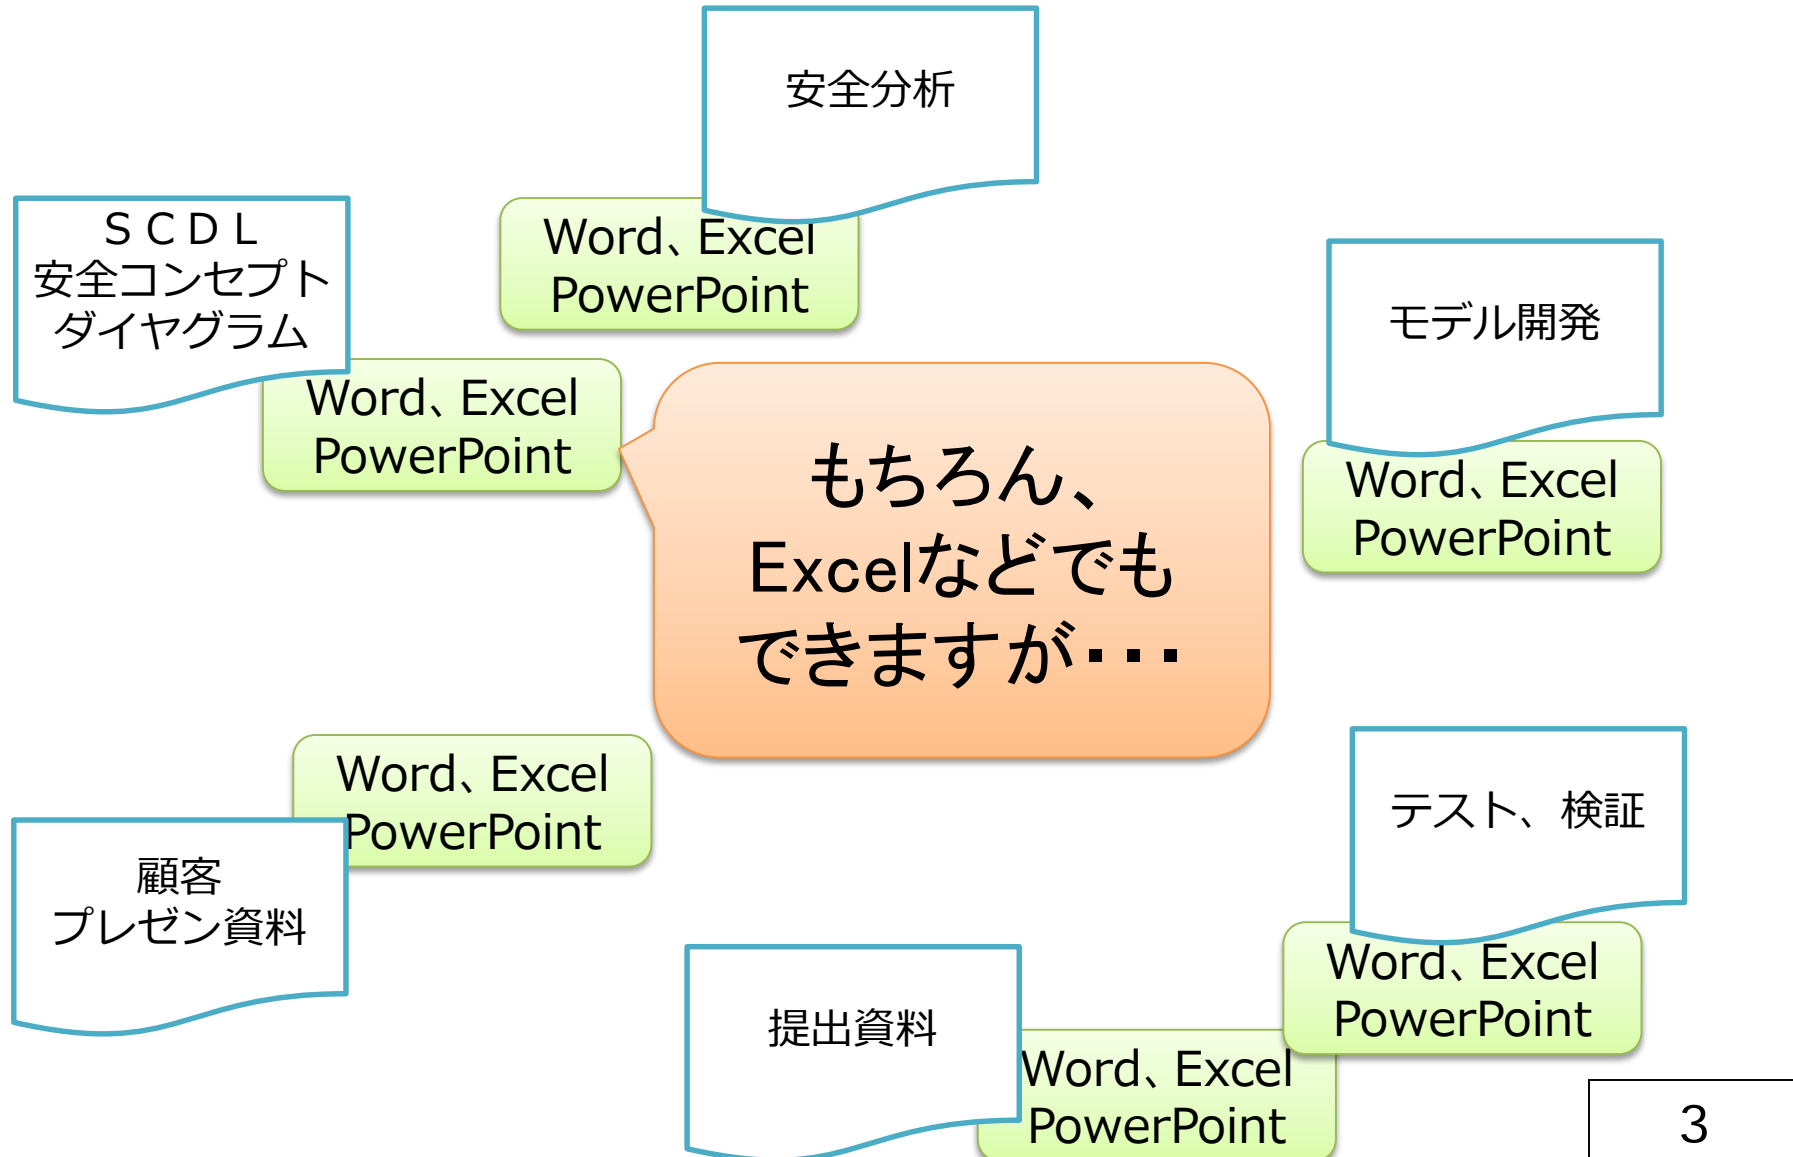 安全分析
Word、Excel
PowerPoint
ＳＣＤＬ
安全コンセプト
ダイヤグラム
Word、Excel
PowerPoint
モデル開発
Word、Excel
PowerPoint
もちろん、
Excelなどでも
できますが・・・
Word、Excel
PowerPoint
顧客
プレゼン資料
テスト、検証
Word、Excel
PowerPoint
提出資料
Word、Excel
PowerPoint
3